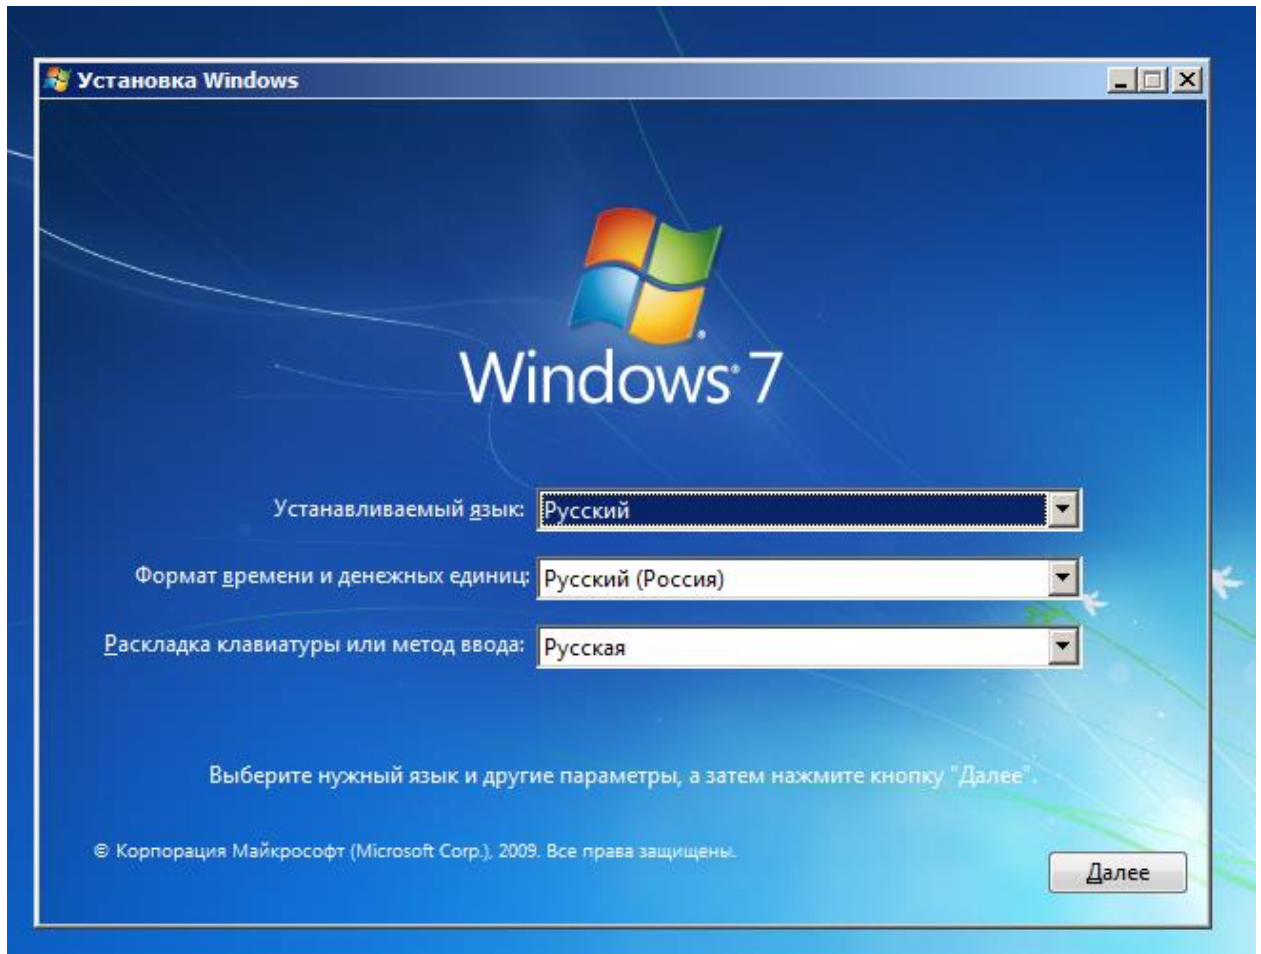 Установка Windows
Windows® 7
Устанавливаемый язык: Русский
Формат времени и денежных единиц: Русский (Россия)
Раскладка клавиатуры или метод ввода: Русская
Выберите нужный язык и другие параметры, а затем нажмите кнопку "Далее".
© Корпорация Майкрософт (Microsoft Corp.), 2009. Все права защищены.
Далее